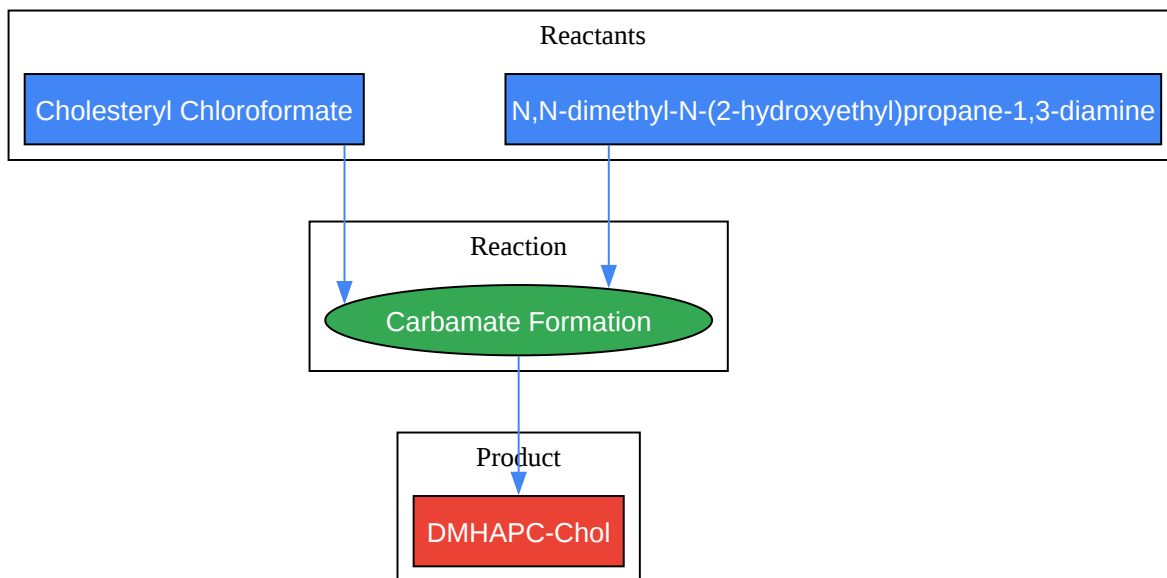 Reactants
Cholesteryl Chloroformate
N,N-dimethyl-N-(2-hydroxyethyl)propane-1,3-diamine
Reaction
Carbamate Formation
Product
DMHAPC-Chol